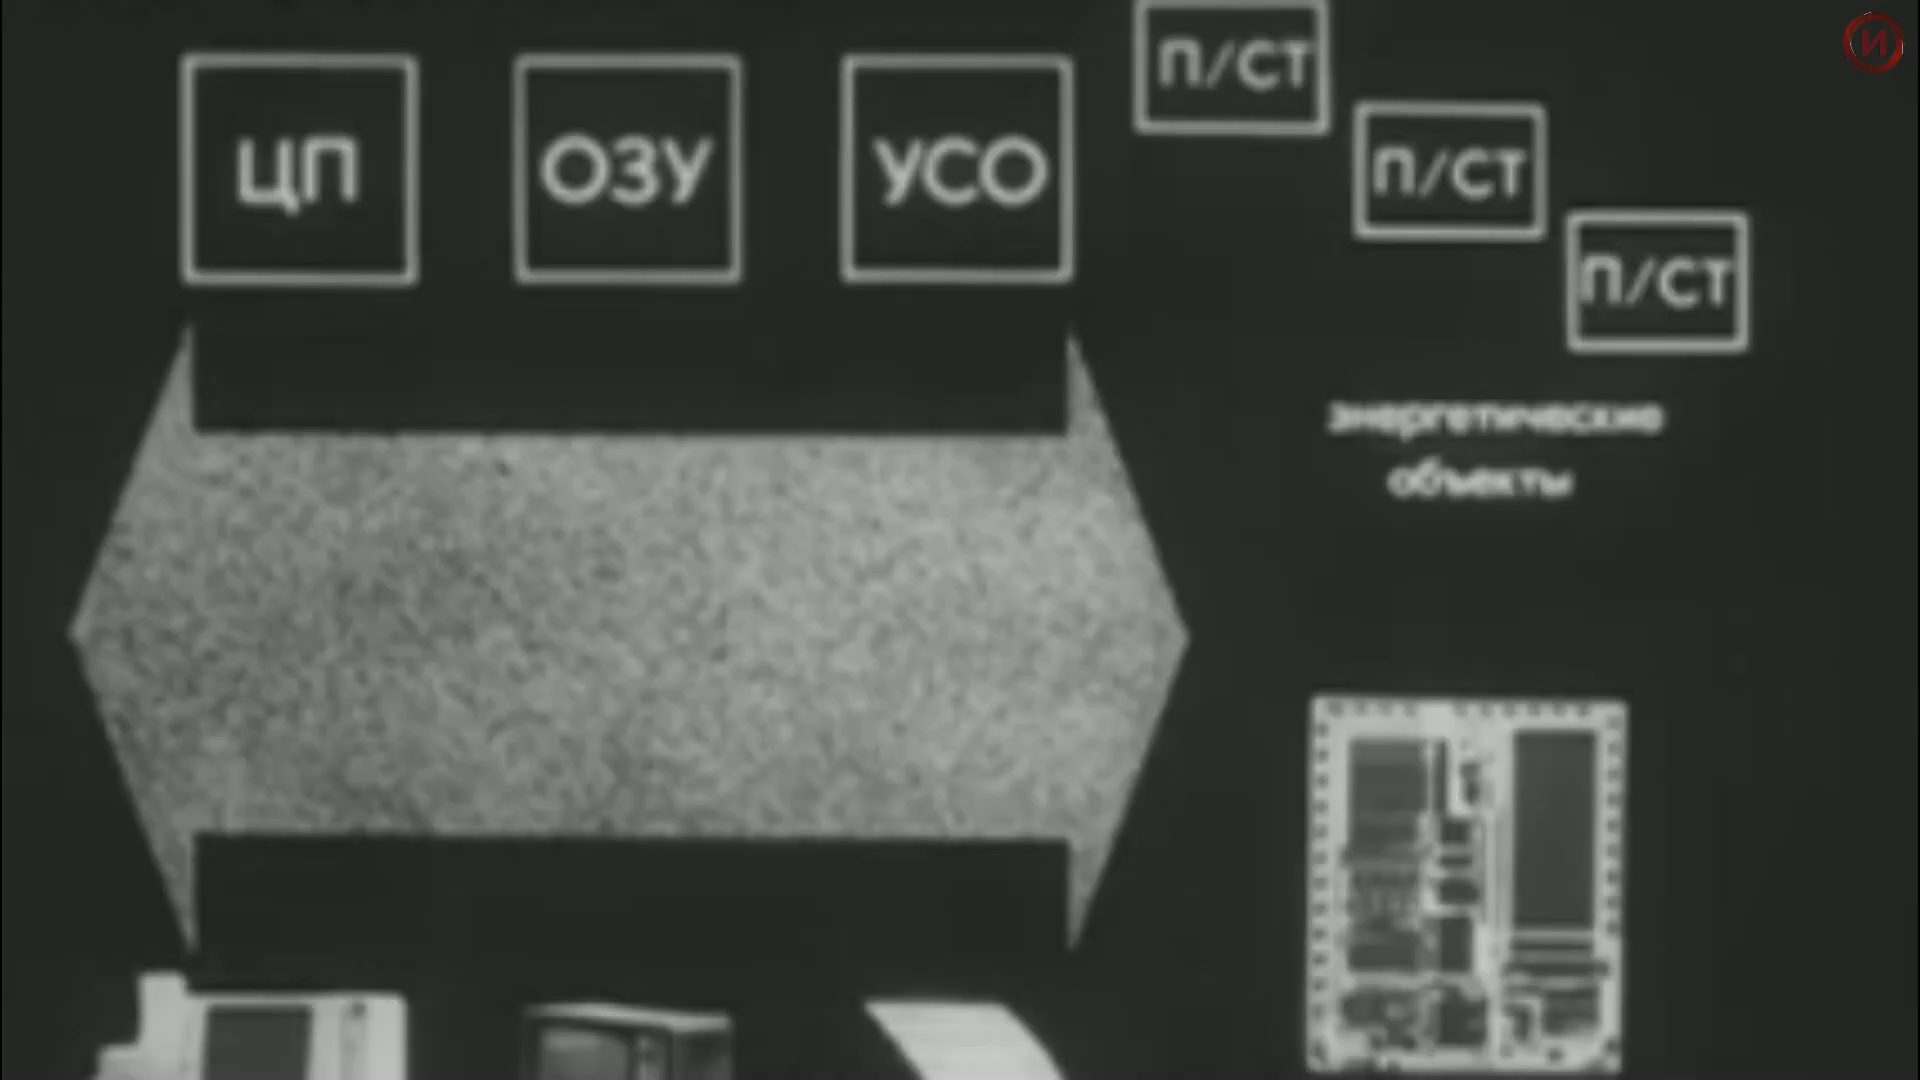 ЦП
ОЗУ
УСО
П/СТ
П/СТ
П/СТ
энергетические
объекты
И